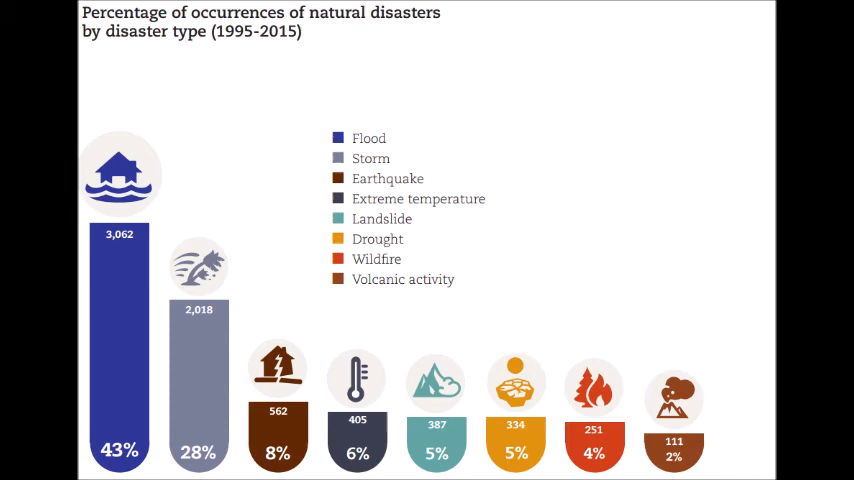 Percentage of occurrences of natural disasters
by disaster type (1995-2015)
Flood
Storm
Earthquake
Extreme temperature
Landslide
Drought
Wildfire
Volcanic activity
3,062
43%
2,018
28%
562
8%
405
6%
387
5%
334
5%
251
4%
111
2%